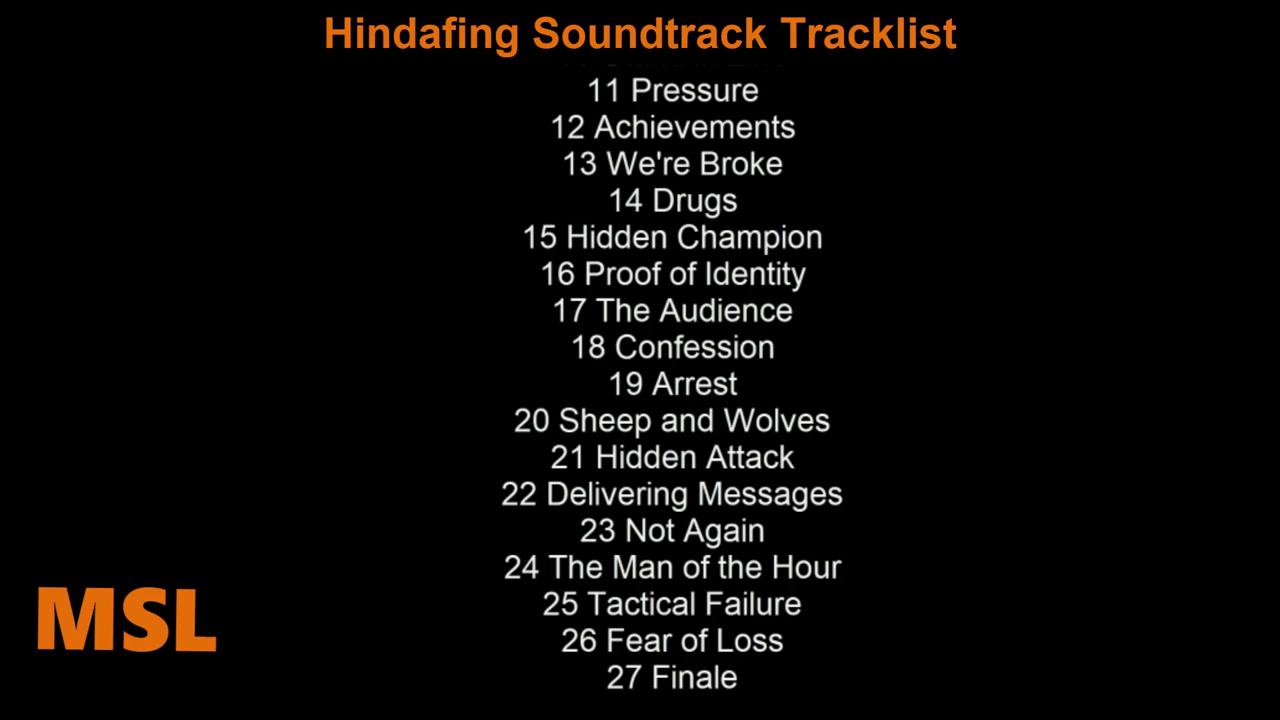 Hindafing Soundtrack Tracklist
11 Pressure
12 Achievements
13 We're Broke
14 Drugs
15 Hidden Champion
16 Proof of Identity
17 The Audience
18 Confession
19 Arrest
20 Sheep and Wolves
21 Hidden Attack
22 Delivering Messages
23 Not Again
24 The Man of the Hour
25 Tactical Failure
26 Fear of Loss
27 Finale
MSL